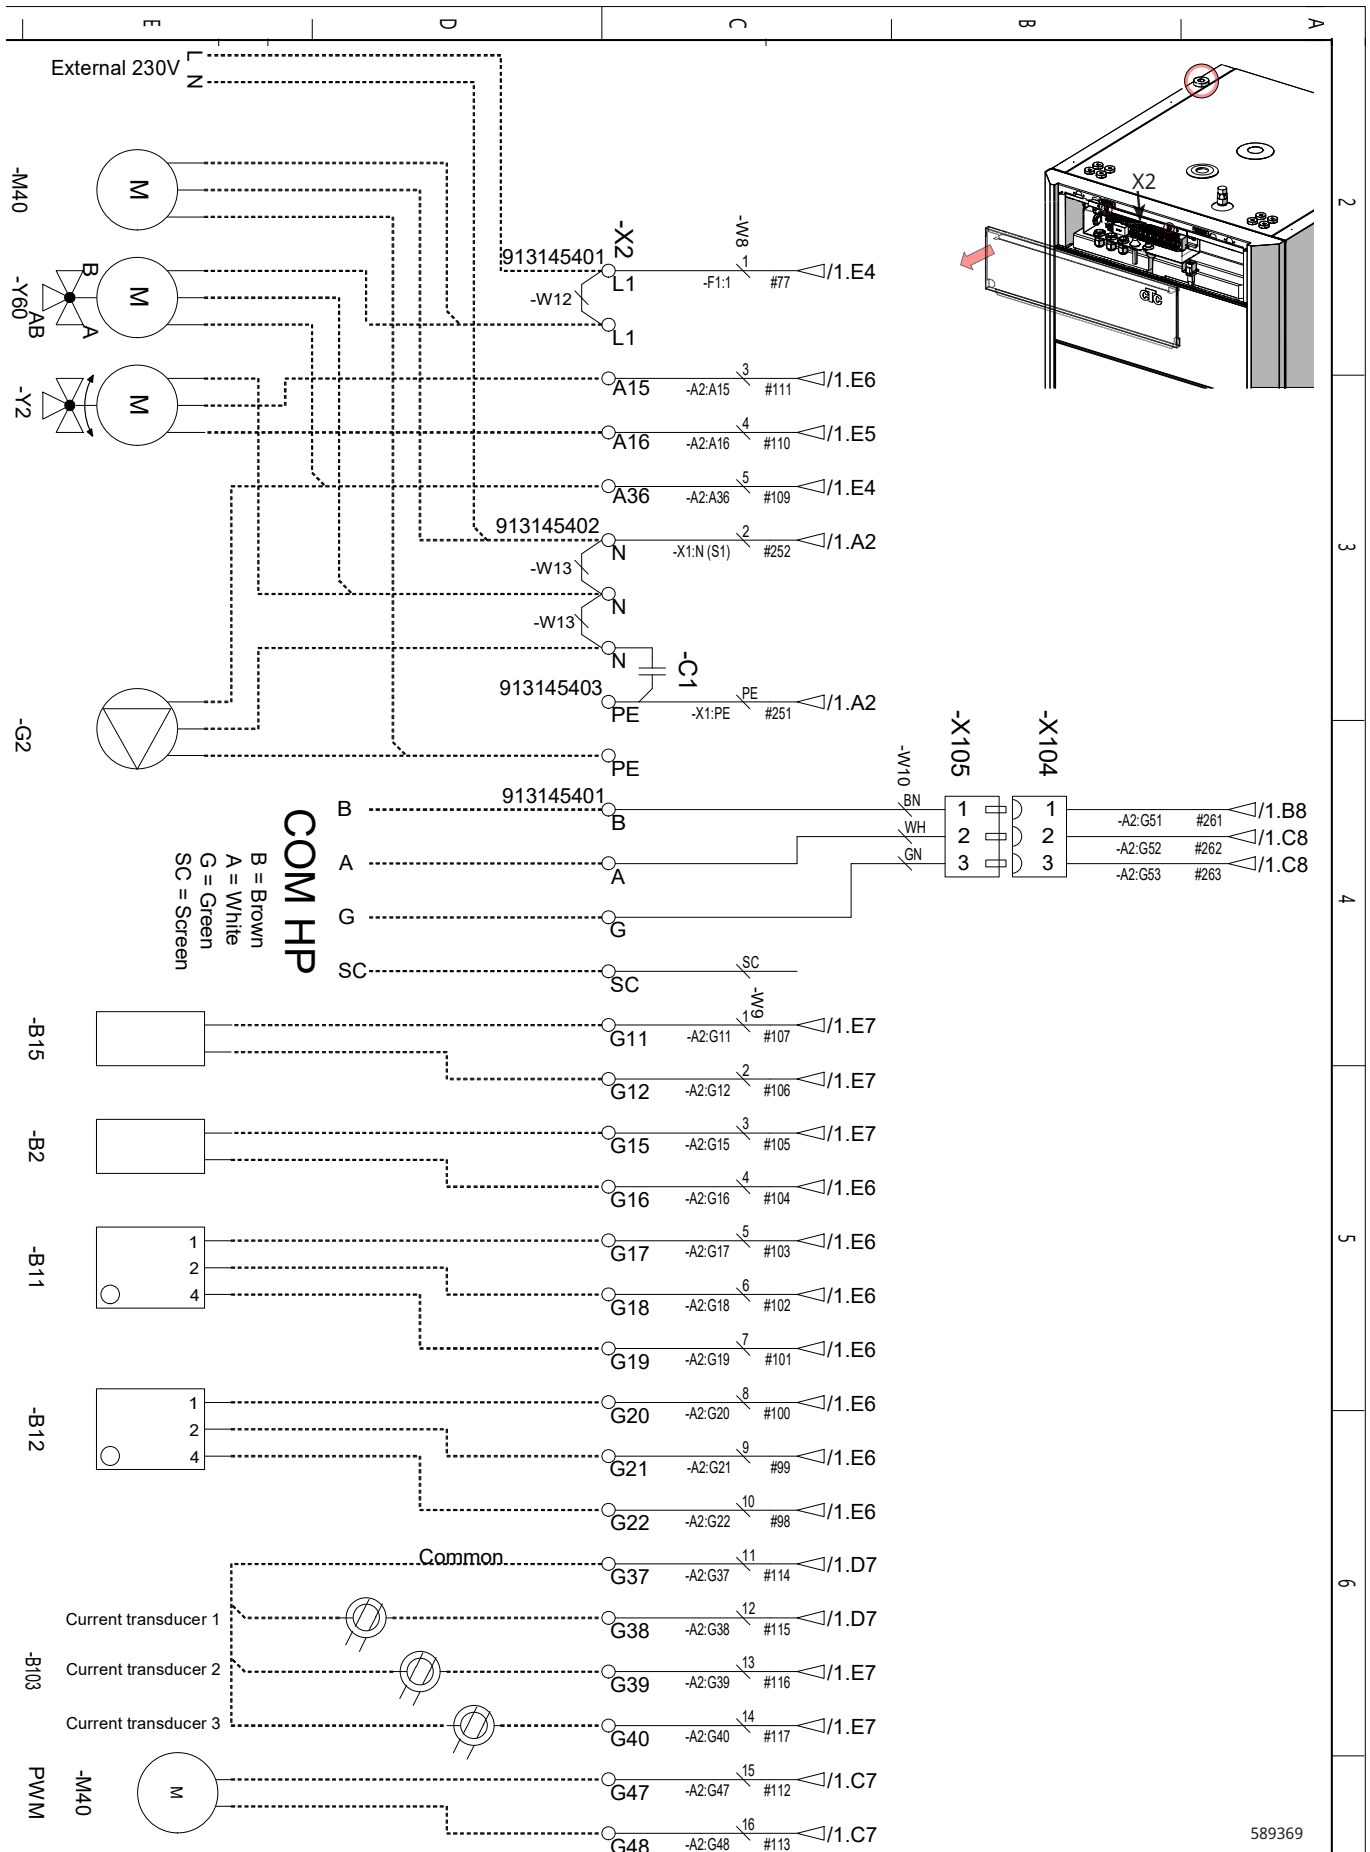 E D C B A
External 230V L
N
-M40 M
X2
2
-X2
-W8
913145401
L1 -F1:1 1 #77 /1.E4
-W12
L1
-Y60 B AB A M
A15 -A2:A15 3 #111 /1.E6
-Y2 M
A16 -A2:A16 4 #110 /1.E5
A36 -A2:A36 5 #109 /1.E4
913145402
N -X1:N (S1) 2 #252 /1.A2
3
-W13
N
-W13
N
-C1
913145403
PE -X1:PE PE #251 /1.A2
-G2
PE
-W10 -X105 -X104
COM HP
B = Brown
A = White
G = Green
SC = Screen
B 913145401 B BN 1 1 -A2:G51 #261 /1.B8
WH 2 2 -A2:G52 #262 /1.C8
A A GN 3 3 -A2:G53 #263 /1.C8
4
G G
SC SC SC
-W9
-B15 G11 -A2:G11 1 #107 /1.E7
G12 -A2:G12 2 #106 /1.E7
-B2 G15 -A2:G15 3 #105 /1.E7
G16 -A2:G16 4 #104 /1.E6
-B11 1 G17 -A2:G17 5 #103 /1.E6
5
2 G18 -A2:G18 6 #102 /1.E6
4 G19 -A2:G19 7 #101 /1.E6
-B12 1 G20 -A2:G20 8 #100 /1.E6
2 G21 -A2:G21 9 #99 /1.E6
4 G22 -A2:G22 10 #98 /1.E6
Common G37 -A2:G37 11 #114 /1.D7
6
-B103
Current transducer 1 G38 -A2:G38 12 #115 /1.D7
Current transducer 2 G39 -A2:G39 13 #116 /1.E7
Current transducer 3 G40 -A2:G40 14 #117 /1.E7
PWM -M40 M G47 -A2:G47 15 #112 /1.C7
G48 -A2:G48 16 #113 /1.C7
589369
CTC